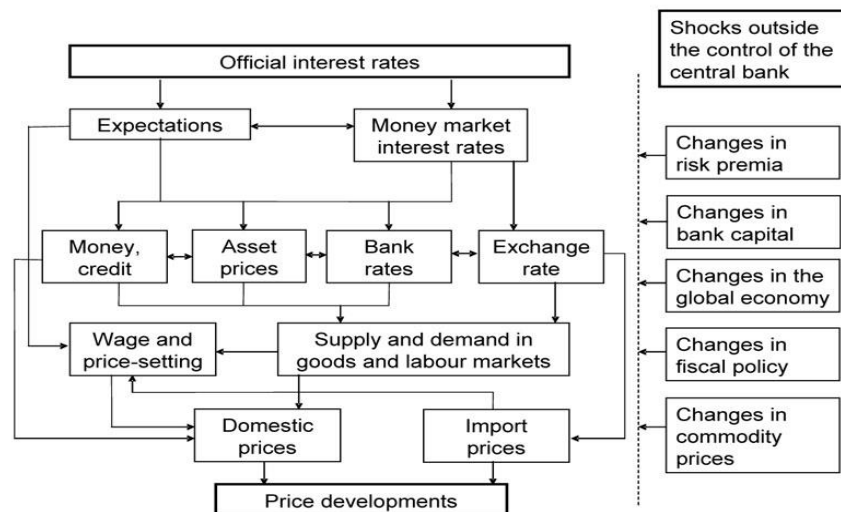 Official interest rates
Shocks outside
the control of the
central bank
Expectations
Money market
interest rates
Changes in
risk premia
Money,
credit
Asset
prices
Bank
rates
Exchange
rate
Changes in
bank capital
Changes in the
global economy
Wage and
price-setting
Supply and demand in
goods and labour markets
Changes in
fiscal policy
Domestic
prices
Import
prices
Changes in
commodity
prices
Price developments